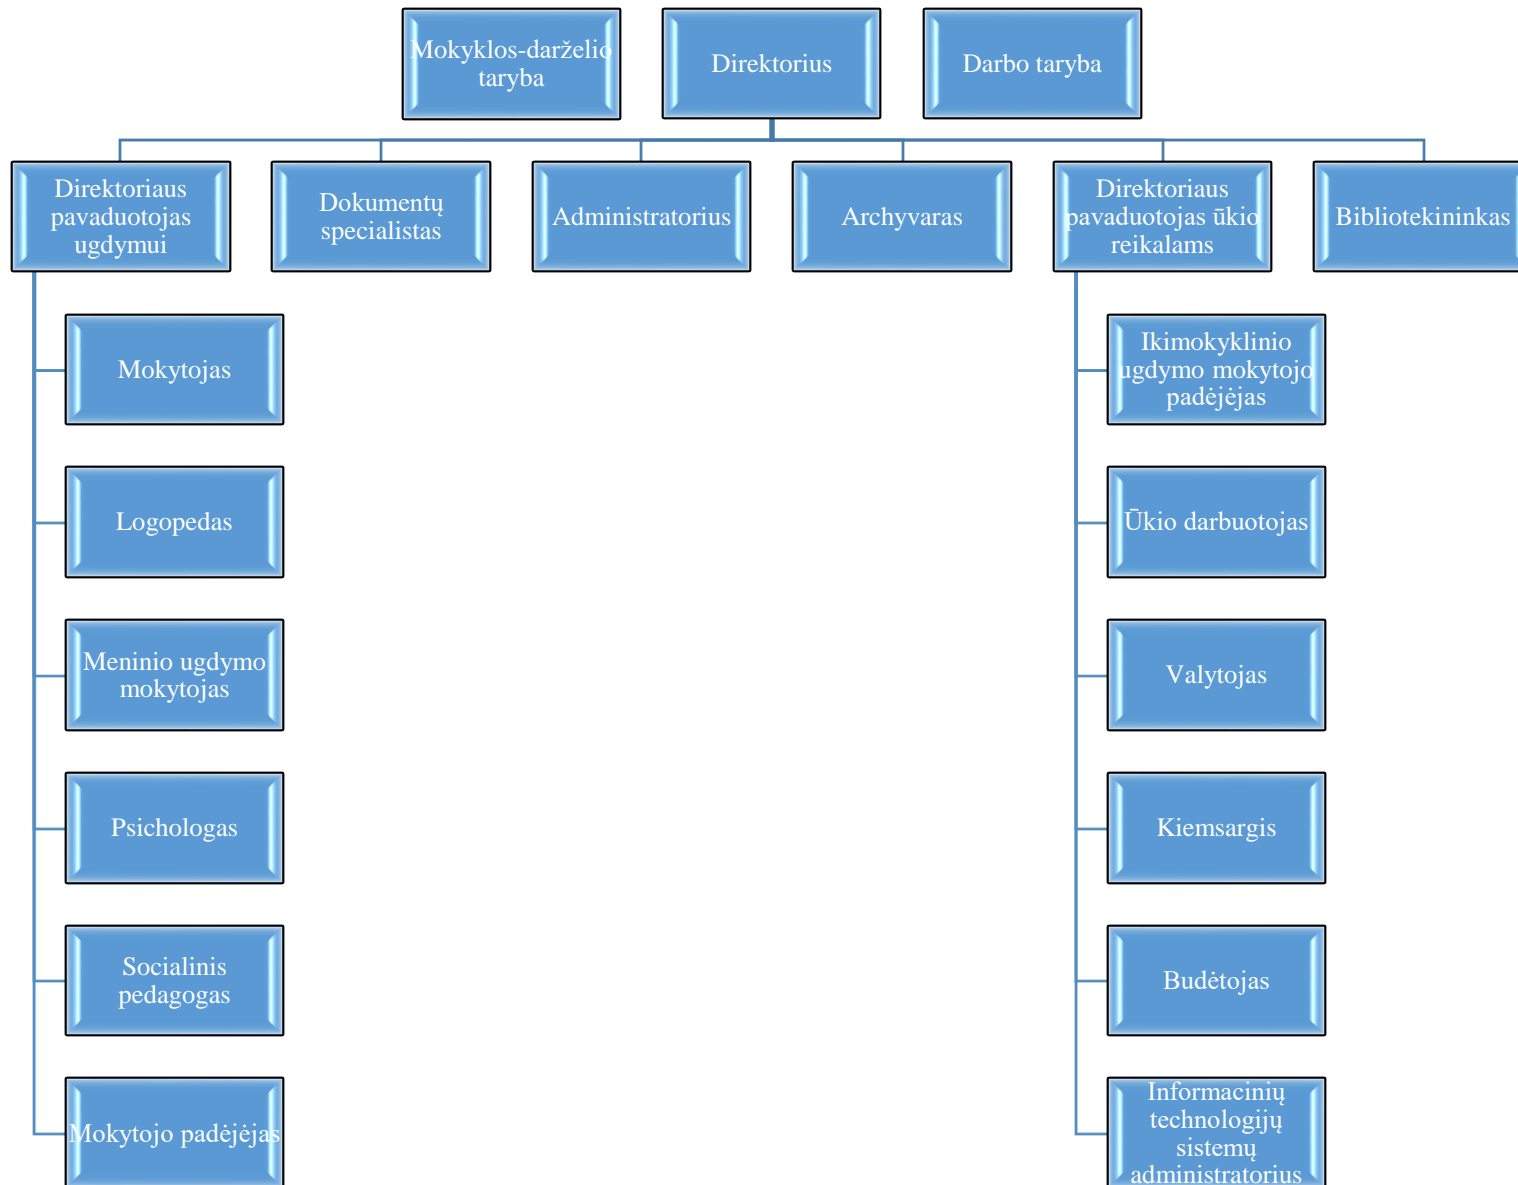 Mokyklos-darželio
taryba
Direktorius
Darbo taryba
Direktoriaus
pavaduotojas
ugdymui
Dokumentų
specialistas
Administratorius
Archyvaras
Direktoriaus
pavaduotojas ūkio
reikalams
Bibliotekininkas
Mokytojas
Logopedas
Meninio ugdymo
mokytojas
Psichologas
Socialinis
pedagogas
Mokytojo padėjėjas
Ikimokyklinio
ugdymo mokytojo
padėjėjas
Ūkio darbuotojas
Valytojas
Kiemsargis
Budėtojas
Informacinių
technologijų
sistemų
administratorius